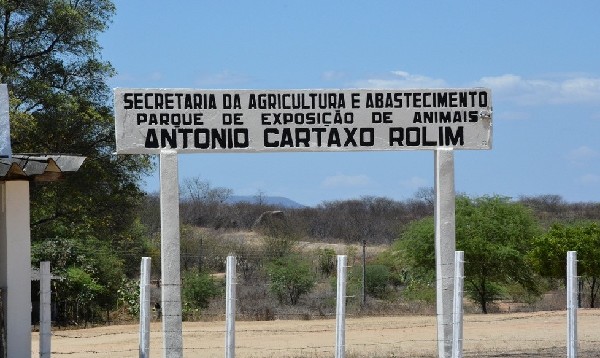 SECRETARIA DA AGRICULTURA E ABASTECIMENTO
PARQUE DE EXPOSIÇÃO DE ANIMAIS
ANTONIO CARTAXO ROLIM